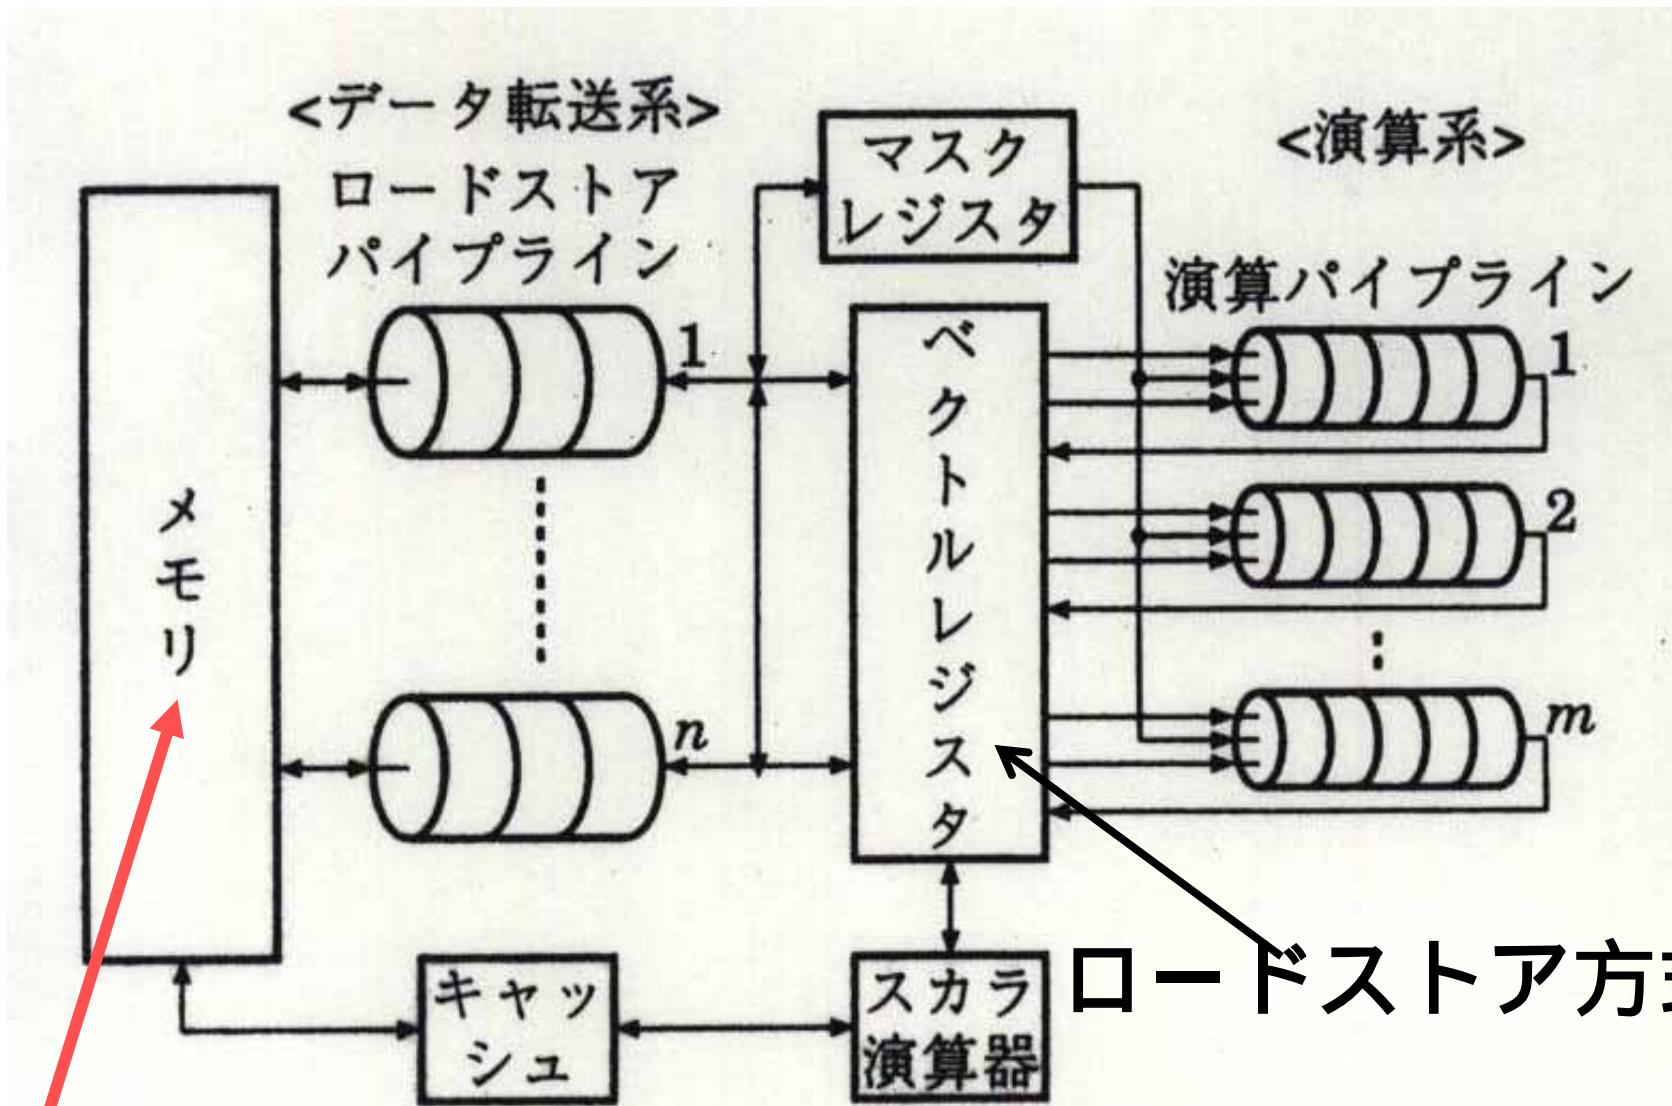 <データ転送系>
ロードストア
パイプライン
マスク
レジスタ
<演算系>
演算パイプライン
1
1
ベクトルレジスタ
2
メモリ
n
m
キャッ
シュ
スカラ
演算器
ロードストア方